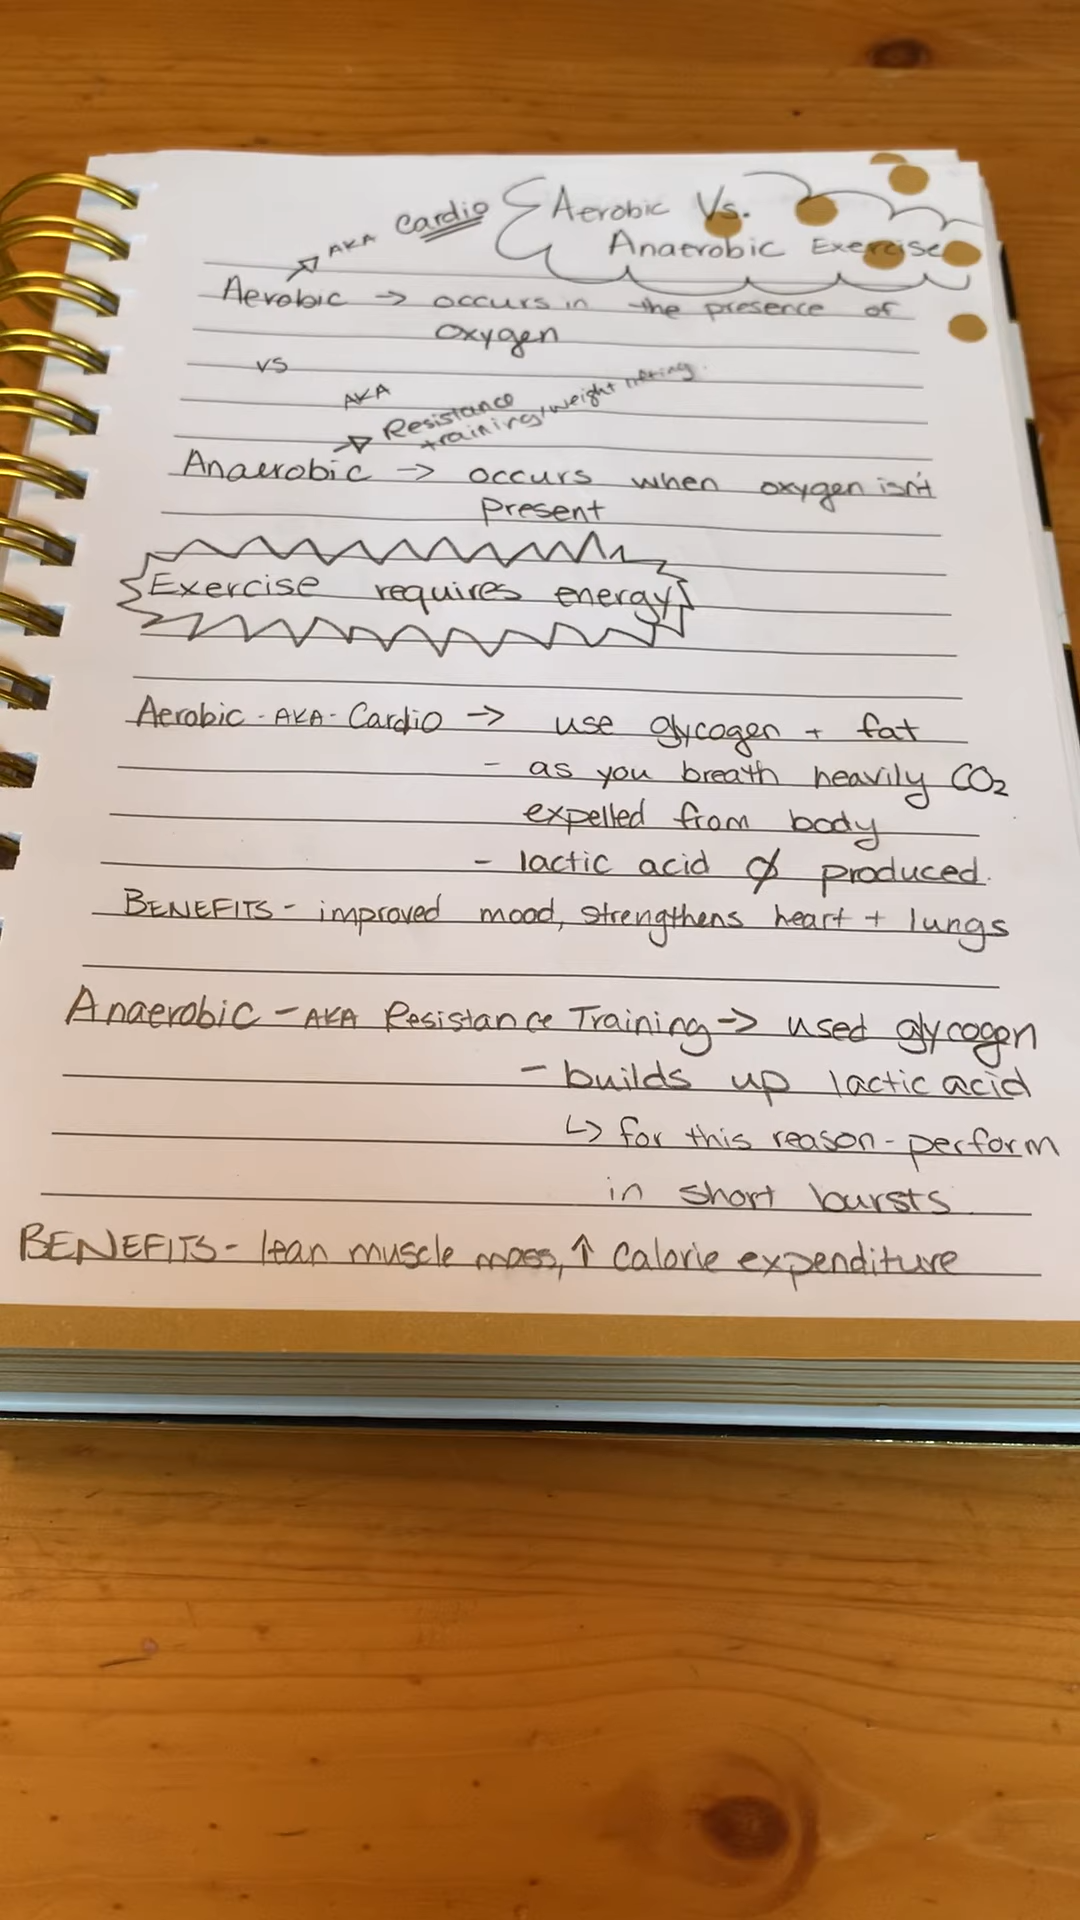 Aerobic Vs.
Anaerobic Exercise
AKA Cardio
Aerobic → occurs in the presence of
oxygen
vs
AKA
Resistance
training/weight lifting.
Anaerobic → occurs when oxygen isn't
present
Exercise requires energy
Aerobic - AKA - Cardio → use glycogen + fat
- as you breath heavily CO2
expelled from body
- lactic acid ∅ produced.
BENEFITS - improved mood, strengthens heart + lungs
Anaerobic - AKA Resistance Training → used glycogen
- builds up lactic acid
↳ for this reason - perform
in short bursts
BENEFITS - lean muscle mass, ↑ calorie expenditure